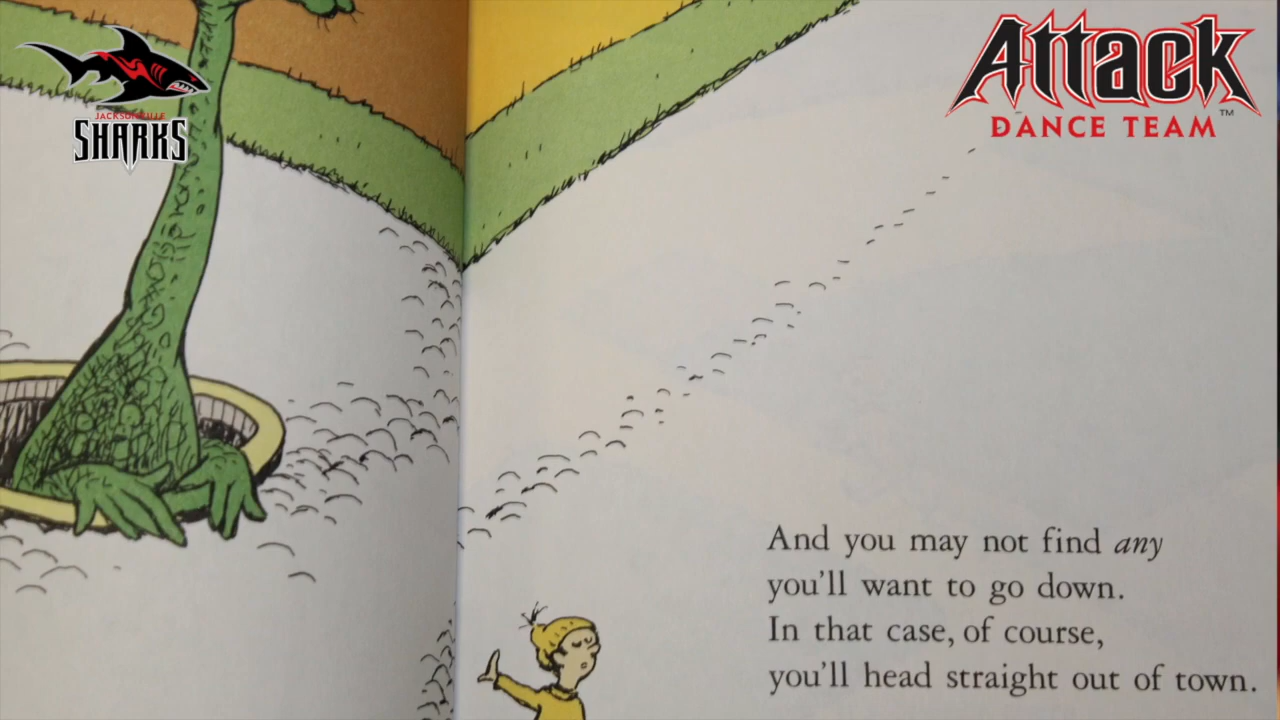 JACKSONVILLE
SHARKS
Attack™
DANCE TEAM
And you may not find any
you'll want to go down.
In that case, of course,
you'll head straight out of town.